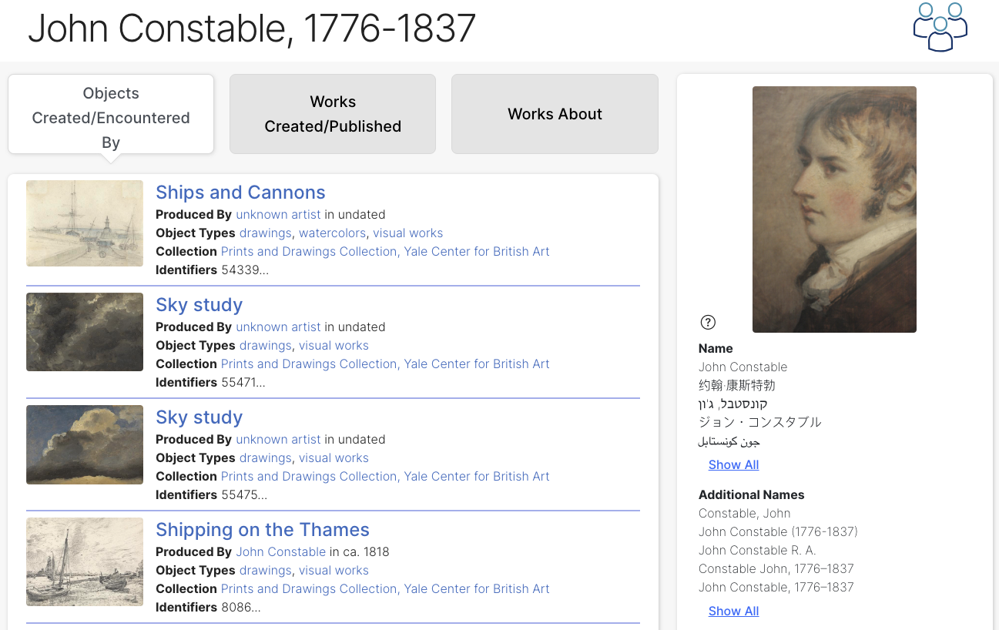 John Constable, 1776-1837
Objects
Created/Encountered
By
Works
Created/Published
Works About
Ships and Cannons
Produced By unknown artist in undated
Object Types drawings, watercolors, visual works
Collection Prints and Drawings Collection, Yale Center for British Art
Identifiers 54339...
Sky study
Produced By unknown artist in undated
Object Types drawings, visual works
Collection Prints and Drawings Collection, Yale Center for British Art
Identifiers 55471...
Sky study
Produced By unknown artist in undated
Object Types drawings, visual works
Collection Prints and Drawings Collection, Yale Center for British Art
Identifiers 55475...
Shipping on the Thames
Produced By John Constable in ca. 1818
Object Types drawings, visual works
Collection Prints and Drawings Collection, Yale Center for British Art
Identifiers 8086...
?
Name
John Constable
约翰·康斯特勃
קונסטבל, ג'ון
ジョン・コンスタブル
جون كونستابل
Show All
Additional Names
Constable, John
John Constable (1776-1837)
John Constable R. A.
Constable John, 1776–1837
John Constable, 1776–1837
Show All